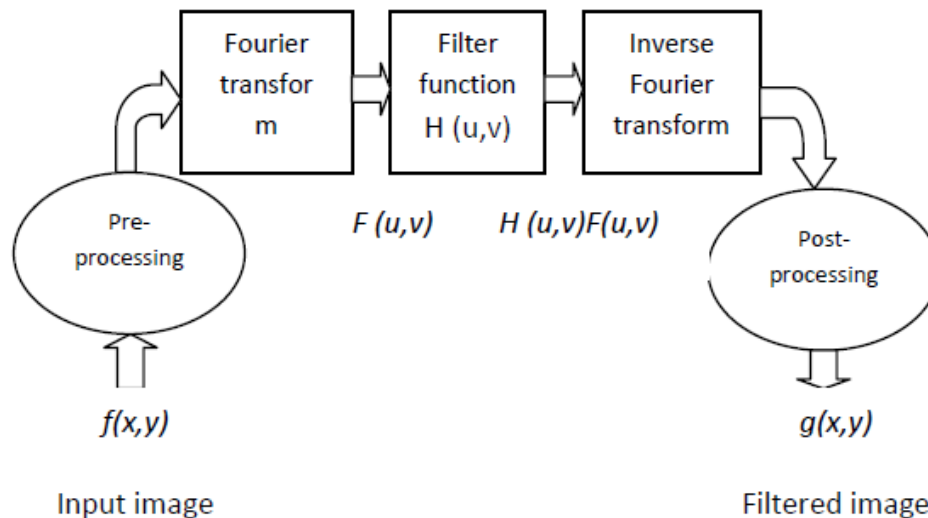 Fourier
transfor
m
Filter
function
H (u,v)
Inverse
Fourier
transform
Pre-
processing
F (u,v)
H (u,v)F(u,v)
Post-
processing
f(x,y)
g(x,y)
Input image
Filtered image